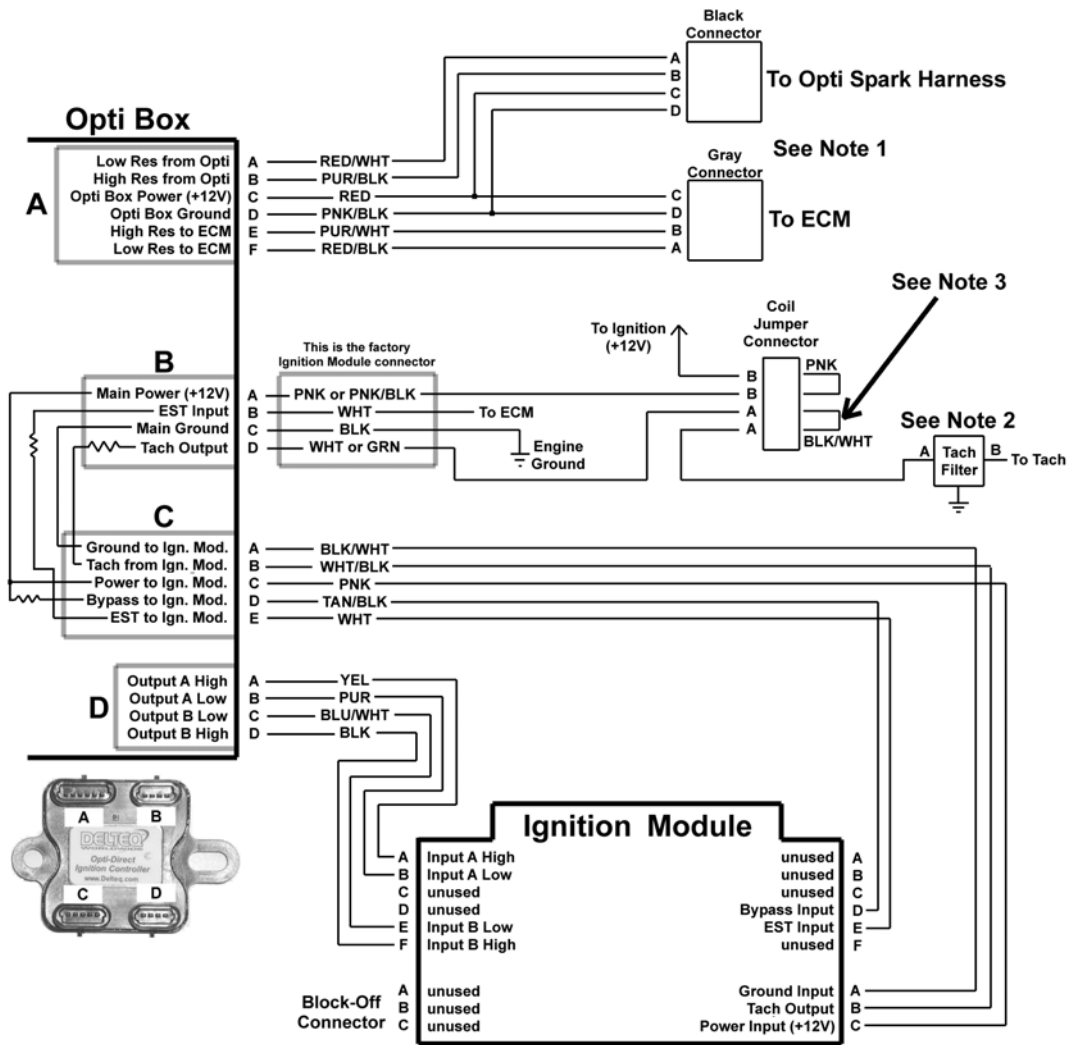 Black
Connector
A
B
C
D
To Opti Spark Harness
Opti Box
See Note 1
Gray
Connector
A
Low Res from Opti A RED/WHT
High Res from Opti B PUR/BLK
Opti Box Power (+12V) C RED C
Opti Box Ground D PNK/BLK D
High Res to ECM E PUR/WHT B
Low Res to ECM F RED/BLK A
To ECM
See Note 3
Coil
Jumper
Connector
To Ignition
(+12V)
This is the factory
Ignition Module connector
B
Main Power (+12V) A PNK or PNK/BLK
EST Input B WHT To ECM
Main Ground C BLK
Tach Output D WHT or GRN
Engine
Ground
B
B
A
A
PNK
BLK/WHT
See Note 2
A
Tach
Filter
B
To Tach
C
Ground to Ign. Mod. A BLK/WHT
Tach from Ign. Mod. B WHT/BLK
Power to Ign. Mod. C PNK
Bypass to Ign. Mod. D TAN/BLK
EST to Ign. Mod. E WHT
D
Output A High A YEL
Output A Low B PUR
Output B Low C BLU/WHT
Output B High D BLK
A B
DELTEQ
Opti-Direct
Ignition Controller
www.Delteq.com
C D
Ignition Module
A Input A High unused A
B Input A Low unused B
C unused unused C
D unused Bypass Input D
E Input B Low EST Input E
F Input B High unused F
Block-Off
Connector
A unused Ground Input A
B unused Tach Output B
C unused Power Input (+12V) C